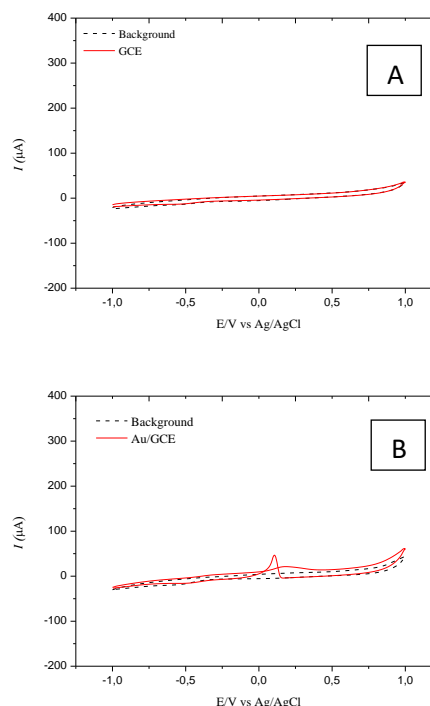 400
Background
GCE
A
300
200
I (µA)
100
0
-100
-200
-1,0 -0,5 0,0 0,5 1,0
E/V vs Ag/AgCl
400
Background
Au/GCE
B
300
200
I (µA)
100
0
-100
-200
-1,0 -0,5 0,0 0,5 1,0
E/V vs Ag/AgCl